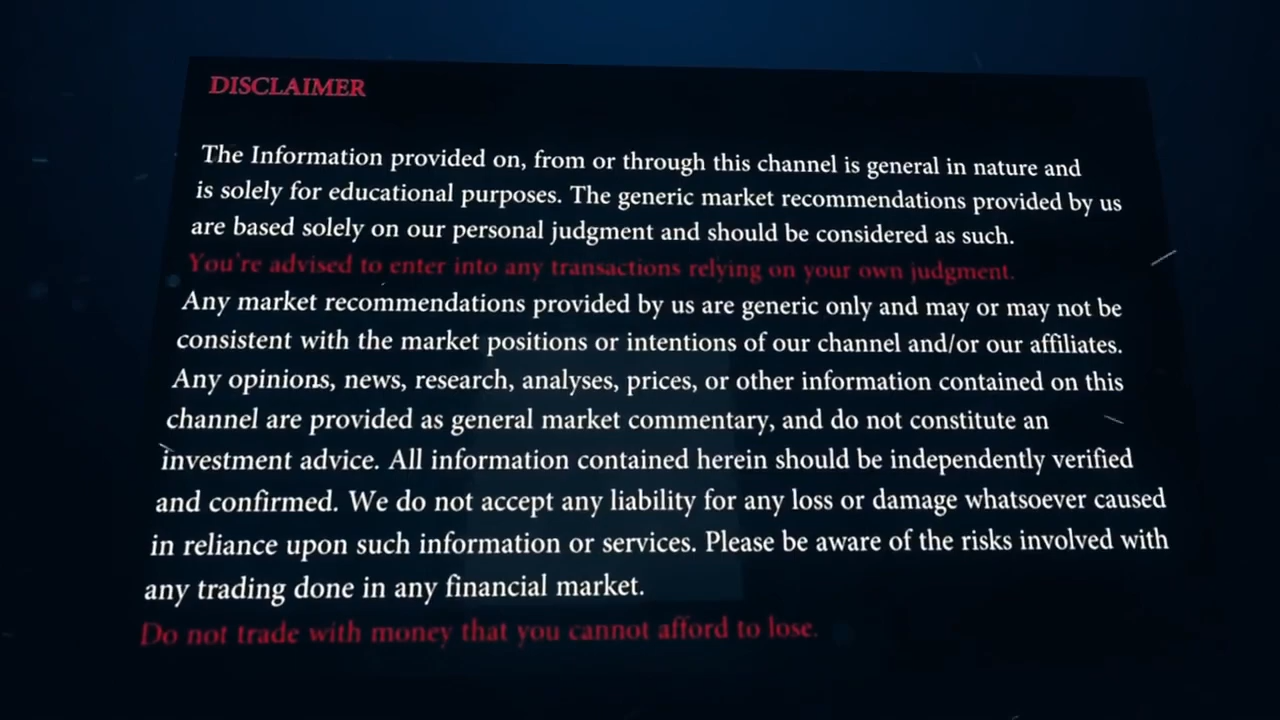 DISCLAIMER
The Information provided on, from or through this channel is general in nature and
is solely for educational purposes. The generic market recommendations provided by us
are based solely on our personal judgment and should be considered as such.
You're advised to enter into any transactions relying on your own judgment.
Any market recommendations provided by us are generic only and may or may not be
consistent with the market positions or intentions of our channel and/or our affiliates.
Any opinions, news, research, analyses, prices, or other information contained on this
channel are provided as general market commentary, and do not constitute an
investment advice. All information contained herein should be independently verified
and confirmed. We do not accept any liability for any loss or damage whatsoever caused
in reliance upon such information or services. Please be aware of the risks involved with
any trading done in any financial market.
Do not trade with money that you cannot afford to lose.